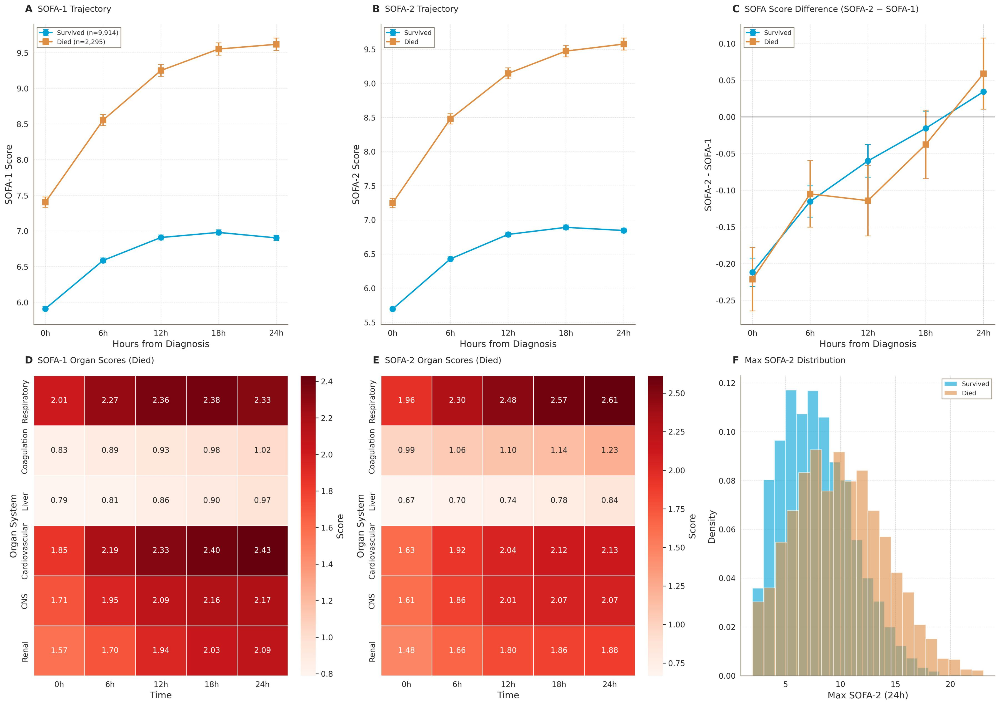 A SOFA-1 Trajectory
Survived (n=9,914)
Died (n=2,295)
SOFA-1 Score
9.5
9.0
8.5
8.0
7.5
7.0
6.5
6.0
0h 6h 12h 18h 24h
Hours from Diagnosis
B SOFA-2 Trajectory
Survived
Died
SOFA-2 Score
9.5
9.0
8.5
8.0
7.5
7.0
6.5
6.0
5.5
0h 6h 12h 18h 24h
Hours from Diagnosis
C SOFA Score Difference (SOFA-2 − SOFA-1)
Survived
Died
SOFA-2 - SOFA-1
0.10
0.05
0.00
-0.05
-0.10
-0.15
-0.20
-0.25
0h 6h 12h 18h 24h
Hours from Diagnosis
D SOFA-1 Organ Scores (Died)
Organ System
Respiratory 2.01 2.27 2.36 2.38 2.33
Coagulation 0.83 0.89 0.93 0.98 1.02
Liver 0.79 0.81 0.86 0.90 0.97
Cardiovascular 1.85 2.19 2.33 2.40 2.43
CNS 1.71 1.95 2.09 2.16 2.17
Renal 1.57 1.70 1.94 2.03 2.09
0h 6h 12h 18h 24h
Time
2.4
2.2
2.0
1.8
1.6
1.4
1.2
1.0
0.8
Score
E SOFA-2 Organ Scores (Died)
Organ System
Respiratory 1.96 2.30 2.48 2.57 2.61
Coagulation 0.99 1.06 1.10 1.14 1.23
Liver 0.67 0.70 0.74 0.78 0.84
Cardiovascular 1.63 1.92 2.04 2.12 2.13
CNS 1.61 1.86 2.01 2.07 2.07
Renal 1.48 1.66 1.80 1.86 1.88
0h 6h 12h 18h 24h
Time
2.50
2.25
2.00
1.75
1.50
1.25
1.00
0.75
Score
F Max SOFA-2 Distribution
Survived
Died
Density
0.12
0.10
0.08
0.06
0.04
0.02
0.00
5 10 15 20
Max SOFA-2 (24h)